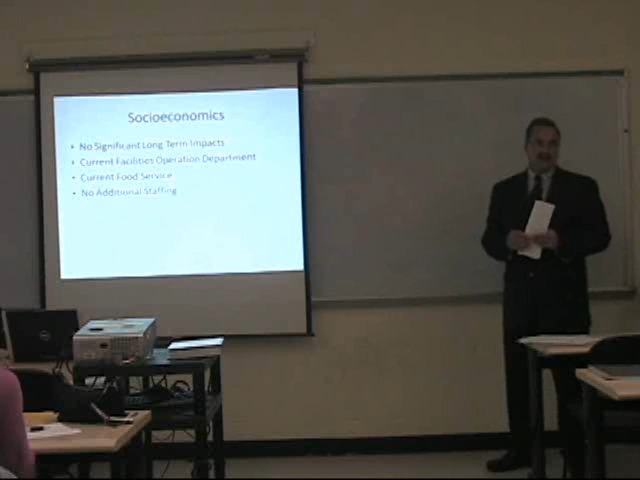 Socioeconomics
• No Significant Long Term Impacts
• Current Facilities Operation Department
• Current Food Service
• No Additional Staffing